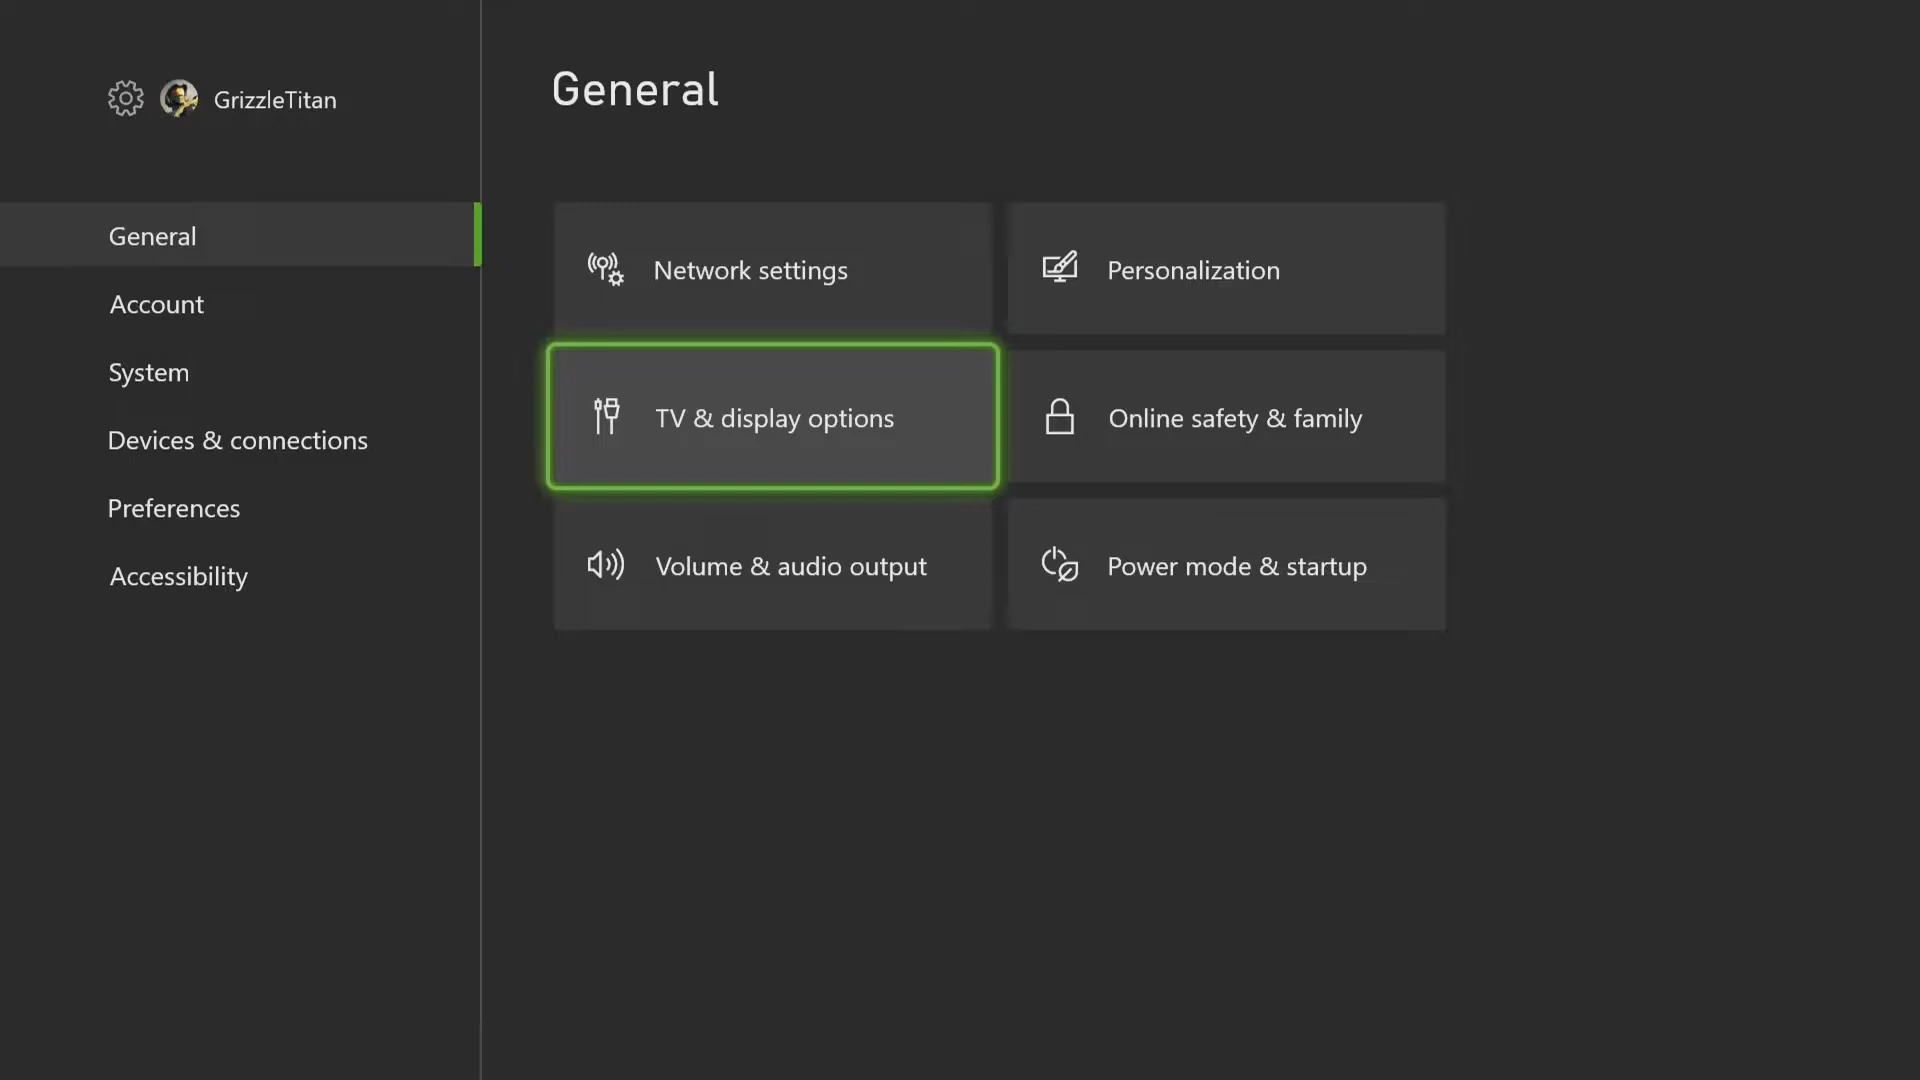 GrizzleTitan
General
Account
System
Devices & connections
Preferences
Accessibility
General
Network settings
Personalization
TV & display options
Online safety & family
Volume & audio output
Power mode & startup